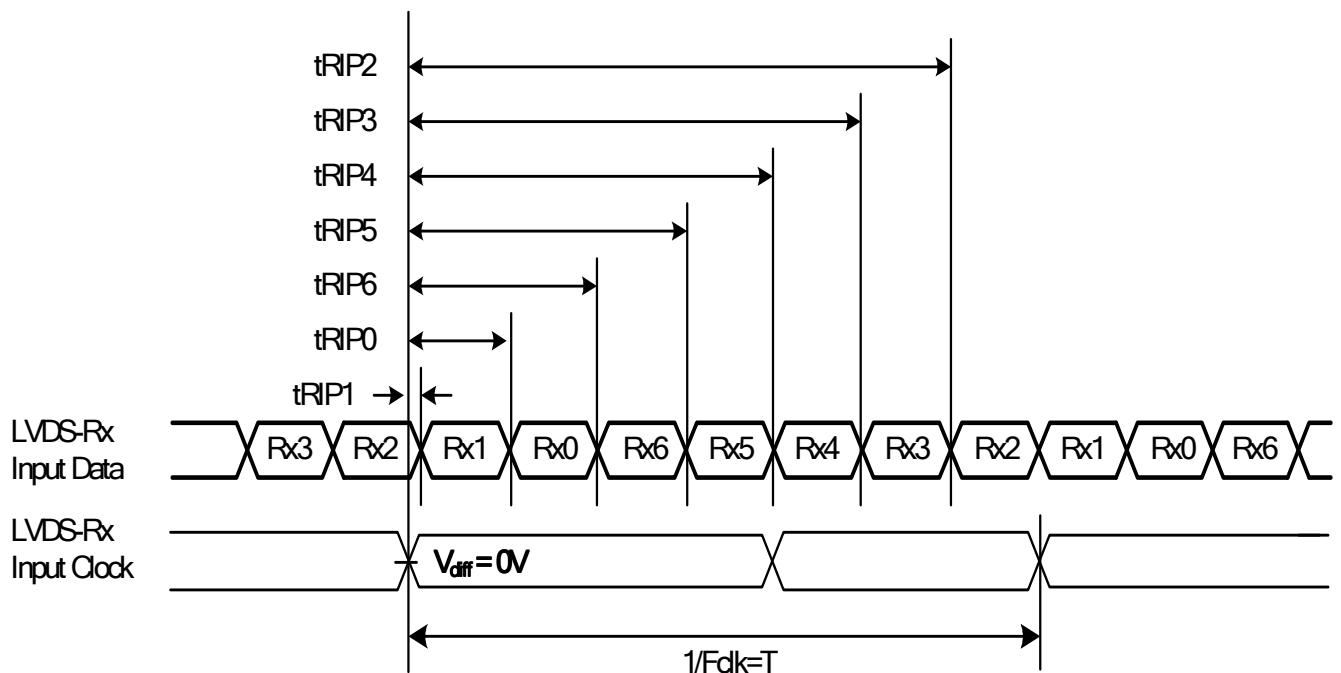 tRIP2
tRIP3
tRIP4
tRIP5
tRIP6
tRIP0
tRIP1
LVDS-Rx
Input Data
Rx3 Rx2 Rx1 Rx0 Rx6 Rx5 Rx4 Rx3 Rx2 Rx1 Rx0 Rx6
LVDS-Rx
Input Clock
Vdiff = 0V
1/Fclk=T